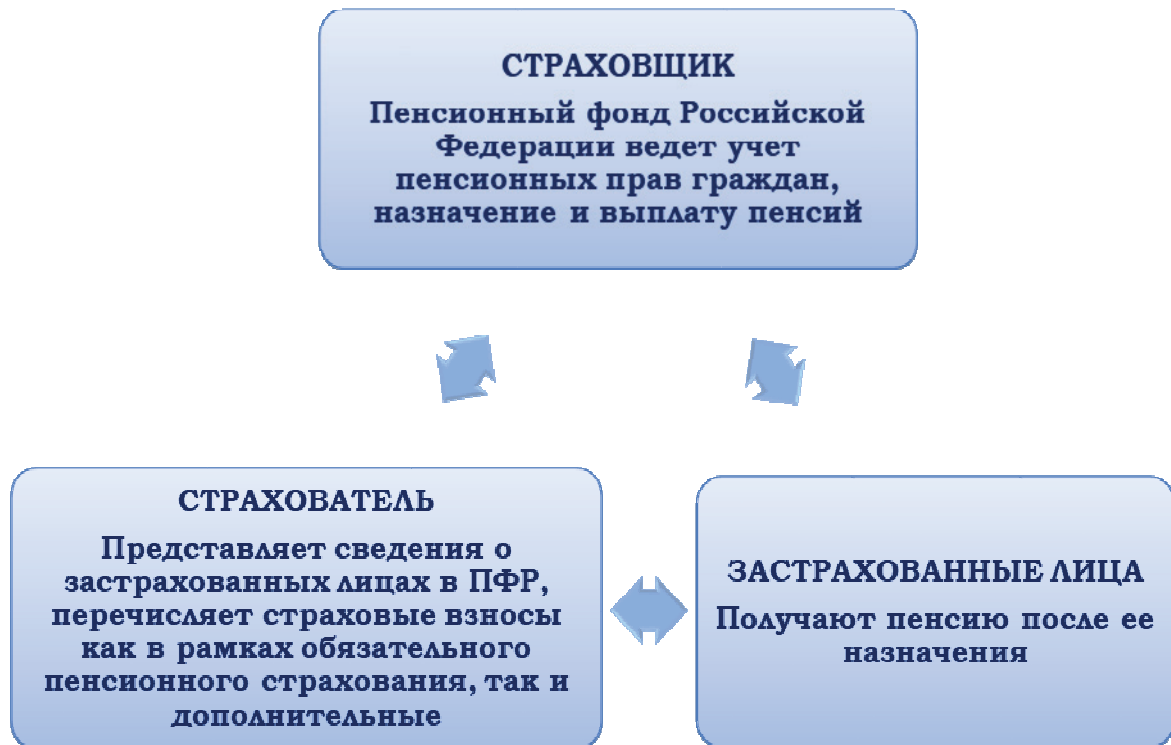 СТРАХОВЩИК
Пенсионный фонд Российской
Федерации ведет учет
пенсионных прав граждан,
назначение и выплату пенсий
СТРАХОВАТЕЛЬ
Представляет сведения о
застрахованных лицах в ПФР,
перечисляет страховые взносы
как в рамках обязательного
пенсионного страхования, так и
дополнительные
ЗАСТРАХОВАННЫЕ ЛИЦА
Получают пенсию после ее
назначения